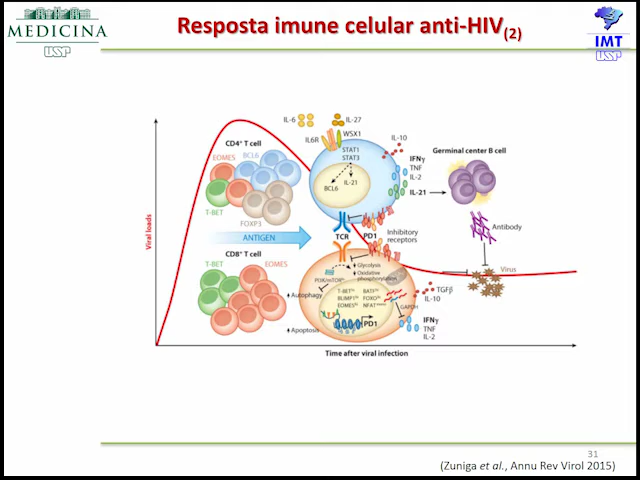 MEDICINA
USP
Resposta imune celular anti-HIV(2)
IMT
USP
IL-6
IL-27
IL6R
WSX1
CD4+ T cell
EOMES
BCL6
T-BET
FOXP3
STAT1
STAT3
BCL6
IL-21
IL-10
IFNγ
TNF
IL-2
IL-21
Germinal center B cell
Antibody
Virus
Viral loads
ANTIGEN
TCR
PD1
Inhibitory
receptors
CD8+ T cell
T-BET
EOMES
Glycolysis
Oxidative
phosphorylation
Autophagy
Apoptosis
PD1
GAPDH
TGFβ
IL-10
IFNγ
TNF
IL-2
Time after viral infection
31
(Zuniga et al., Annu Rev Virol 2015)